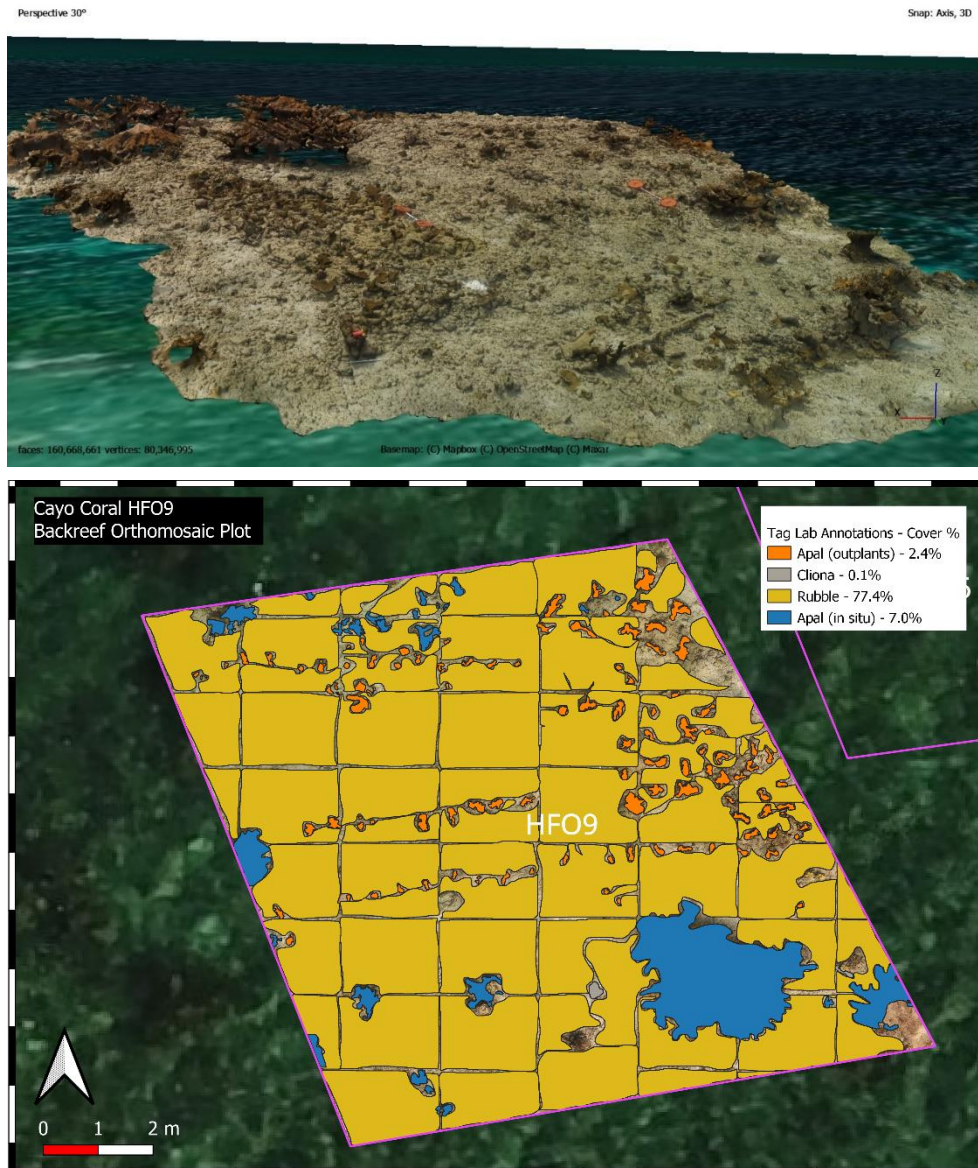 Perspective 30°
Snap: Axis, 3D
Z
X
Y
faces: 160,668,661 vertices: 80,346,995
Basemap: (C) Mapbox (C) OpenStreetMap (C) Maxar
Cayo Coral HFO9
Backreef Orthomosaic Plot
Tag Lab Annotations - Cover %
Apal (outplants) - 2.4%
Cliona - 0.1%
Rubble - 77.4%
Apal (in situ) - 7.0%
HFO9
0 1 2 m